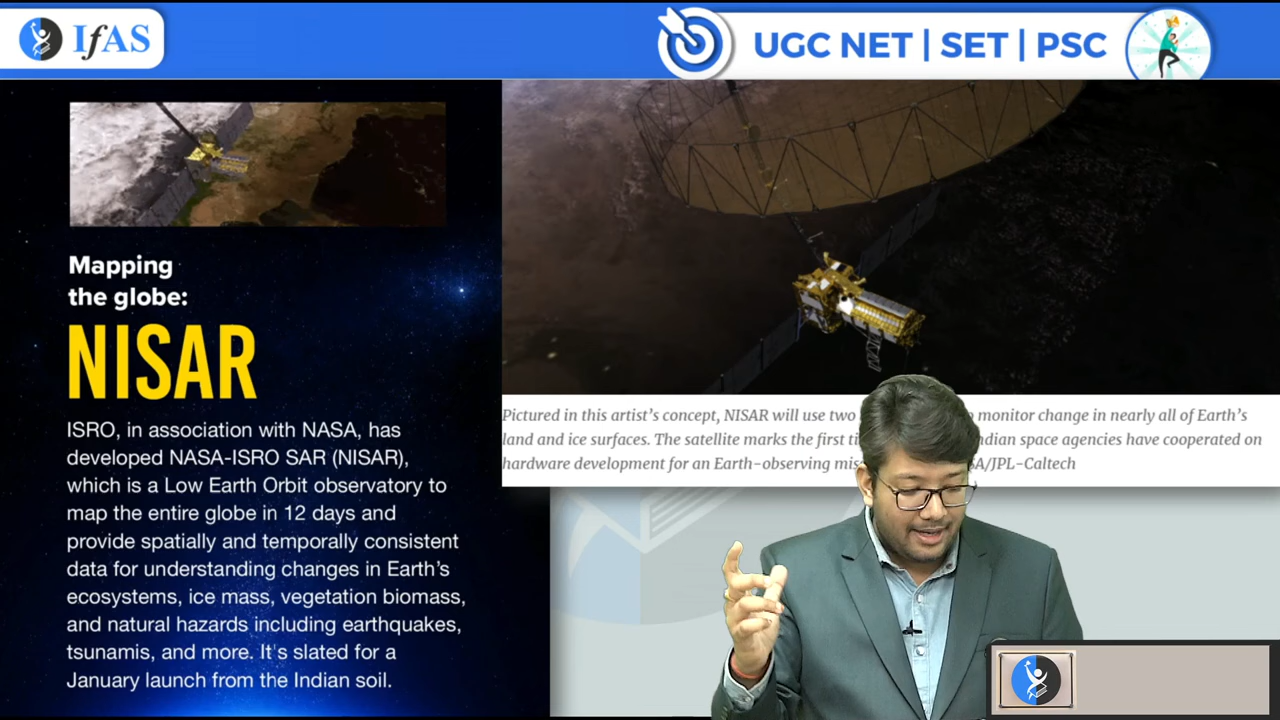 IfAS
UGC NET | SET | PSC
Mapping
the globe:
NISAR
ISRO, in association with NASA, has
developed NASA-ISRO SAR (NISAR),
which is a Low Earth Orbit observatory to
map the entire globe in 12 days and
provide spatially and temporally consistent
data for understanding changes in Earth's
ecosystems, ice mass, vegetation biomass,
and natural hazards including earthquakes,
tsunamis, and more. It's slated for a
January launch from the Indian soil.
Pictured in this artist's concept, NISAR will use two monitor change in nearly all of Earth's
land and ice surfaces. The satellite marks the first space agencies have cooperated on
hardware development for an Earth-observing